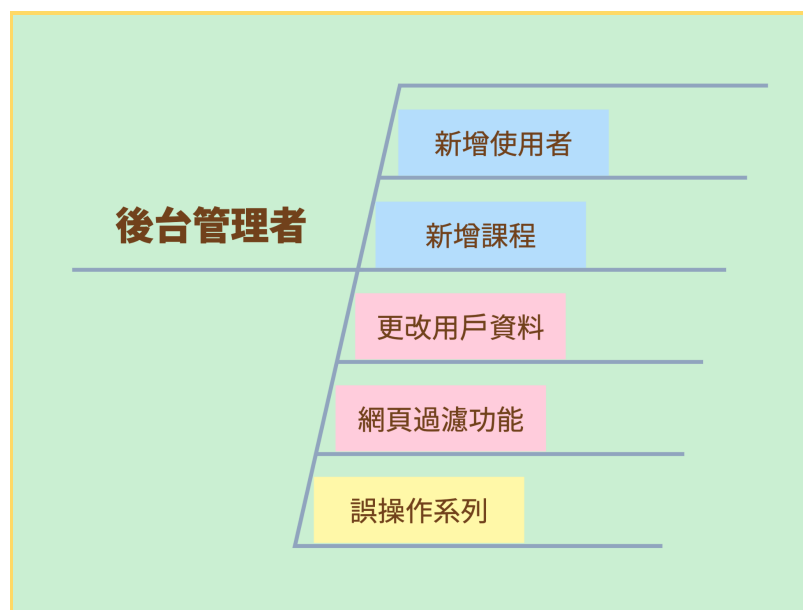 新增使用者
後台管理者
新增課程
更改用戶資料
網頁過濾功能
誤操作系列